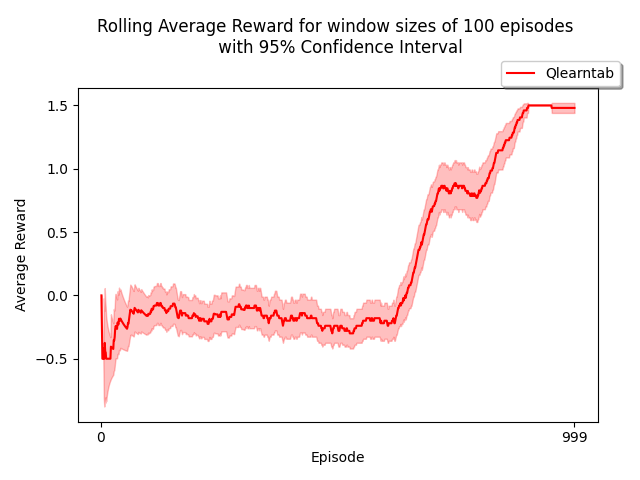 Rolling Average Reward for window sizes of 100 episodes
with 95% Confidence Interval
Qlearntab
1.5
1.0
0.5
0.0
−0.5
Average Reward
0
999
Episode